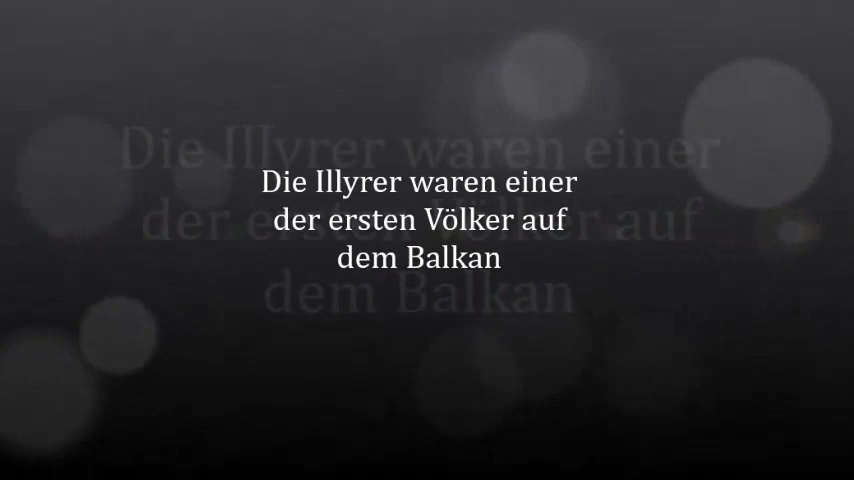 Die Illyrer waren einer
der ersten Völker auf
dem Balkan